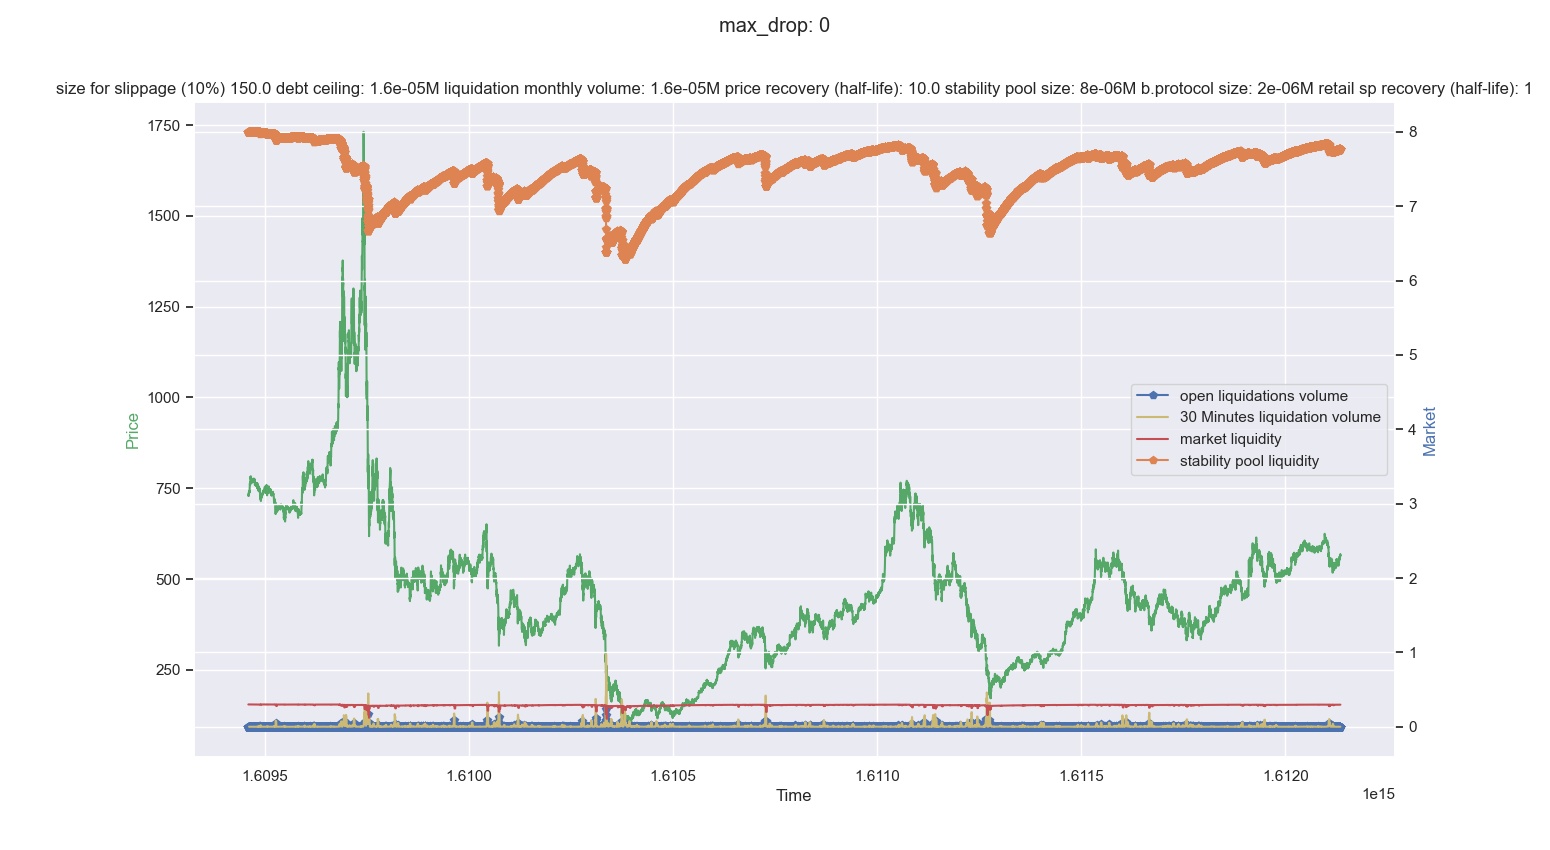 max_drop: 0
size for slippage (10%) 150.0 debt ceiling: 1.6e-05M liquidation monthly volume: 1.6e-05M price recovery (half-life): 10.0 stability pool size: 8e-06M b.protocol size: 2e-06M retail sp recovery (half-life): 1
1750
1500
1250
1000
750
500
250
Price
8
7
6
5
4
3
2
1
0
Market
open liquidations volume
30 Minutes liquidation volume
market liquidity
stability pool liquidity
1.6095 1.6100 1.6105 1.6110 1.6115 1.6120
Time
1e15